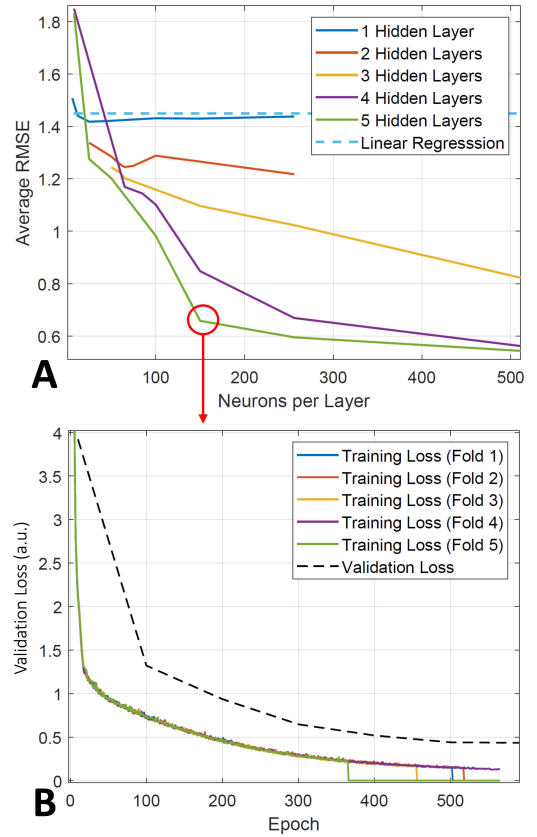 1.8
1.6
1.4
1.2
1
0.8
0.6
Average RMSE
1 Hidden Layer
2 Hidden Layers
3 Hidden Layers
4 Hidden Layers
5 Hidden Layers
Linear Regresssion
A
100
200
300
400
500
Neurons per Layer
4
3.5
3
2.5
2
1.5
1
0.5
0
Validation Loss (a.u.)
Training Loss (Fold 1)
Training Loss (Fold 2)
Training Loss (Fold 3)
Training Loss (Fold 4)
Training Loss (Fold 5)
Validation Loss
B
0
100
200
300
400
500
Epoch